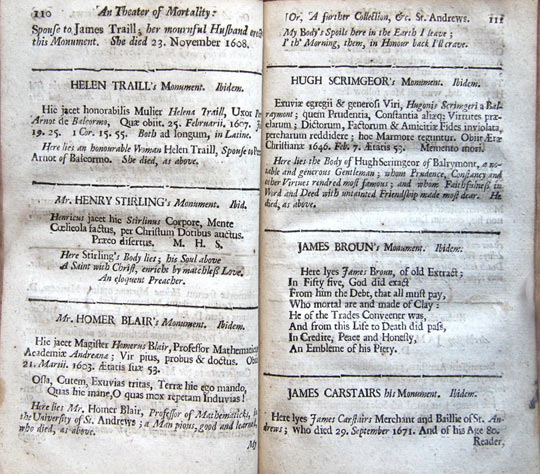 110 An Theater of Mortality:
Spouse to James Traill; her mournful Husband
this Monument. She died 23. November 1608.
HELEN TRAILL's Monument. Ibidem.
Hic jacet honorabilis Mulier Helena Traill, Uxor
Arnot de Balcormo. Quæ obiit. 25. Februarii, 1607.
19. 25. 1 Cor. 15. 55. Both ad longum, in Latine.
Here lies an honourable Woman Helen Traill, Spouse to
Arnot of Balcormo. She died, as above.
Mr. HENRY STIRLING's Monument. Ibid.
Henricus jacet hic Stirlinus Corpore, Mente
Cœlicola factus, per Christum Dotibus auctus.
Præco disertus. M. H. S.
Here Stirling's Body lies; his Soul above
A Saint with Christ, enricht by matchless Love.
An eloquent Preacher.
Mr. HOMER BLAIR's Monument. Ibidem.
Hic jacet Magister Homerus Blair, Professor Mathematicus
Academiæ Andreanæ; Vir pius, probus & doctus.
21. Martii. 1603. Ætatis suæ 53.
Ossa, Cutem, Exuvias tritas, Terræ hic ego mando,
Quas hic mane, O quas mox repetam Induvias!
Here lies Mr. Homer Blair, Professor of Mathematicks, in
the University of St. Andrews; a Man pious, good and learned,
who died, as above.
My
Or, A further Collection, &c. St. Andrews. 111
My Body's Spoils here in the Earth I leave;
I' th' Morning, them, in Honour back I'll crave.
HUGH SCRIMGEOR's Monument. Ibidem.
Exuviæ egregii & generosi Viri, Hugonis Scrimgeri a Bal-
raymont; quem Prudentia, Constantia aliæq; Virtutes præ-
clarum; Dictorum, Factorum & Amicitiæ Fides inviolata,
percharum reddidere; hoc Marmore teguntur. Obiit Ætat
Christianæ 1646. Feb. 7. Ætatis 59. Memento mori.
Here lies the Body of Hugh Scrimgeor of Balrymont, a no-
table and generous Gentleman; whom Prudence, Constancy and
other Virtues rendred most famous; and whom Faithfulness in
Word and Deed with untainted Friendship made most dear. He
died, as above.
JAMES BROUN's Monument. Ibidem.
Here lyes James Broun, of old Extract;
In Fifty five, God did exact
From him the Debt, that all must pay,
Who mortal are and made of Clay:
He of the Trades Conveener was,
And from this Life to Death did pass,
In Credite, Peace and Honesty,
An Embleme of his Piety.
JAMES CARSTAIRS his Monument. Ibidem.
Here lyes James Carstairs Merchant and Baillie of St. An-
drews; who died 29. September 1671. And of his Age 80.
Reader,